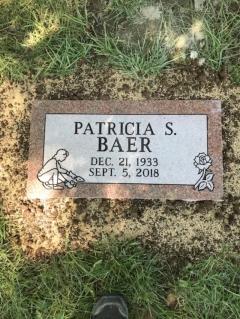 PATRICIA S.
BAER
DEC. 21, 1933
SEPT. 5, 2018